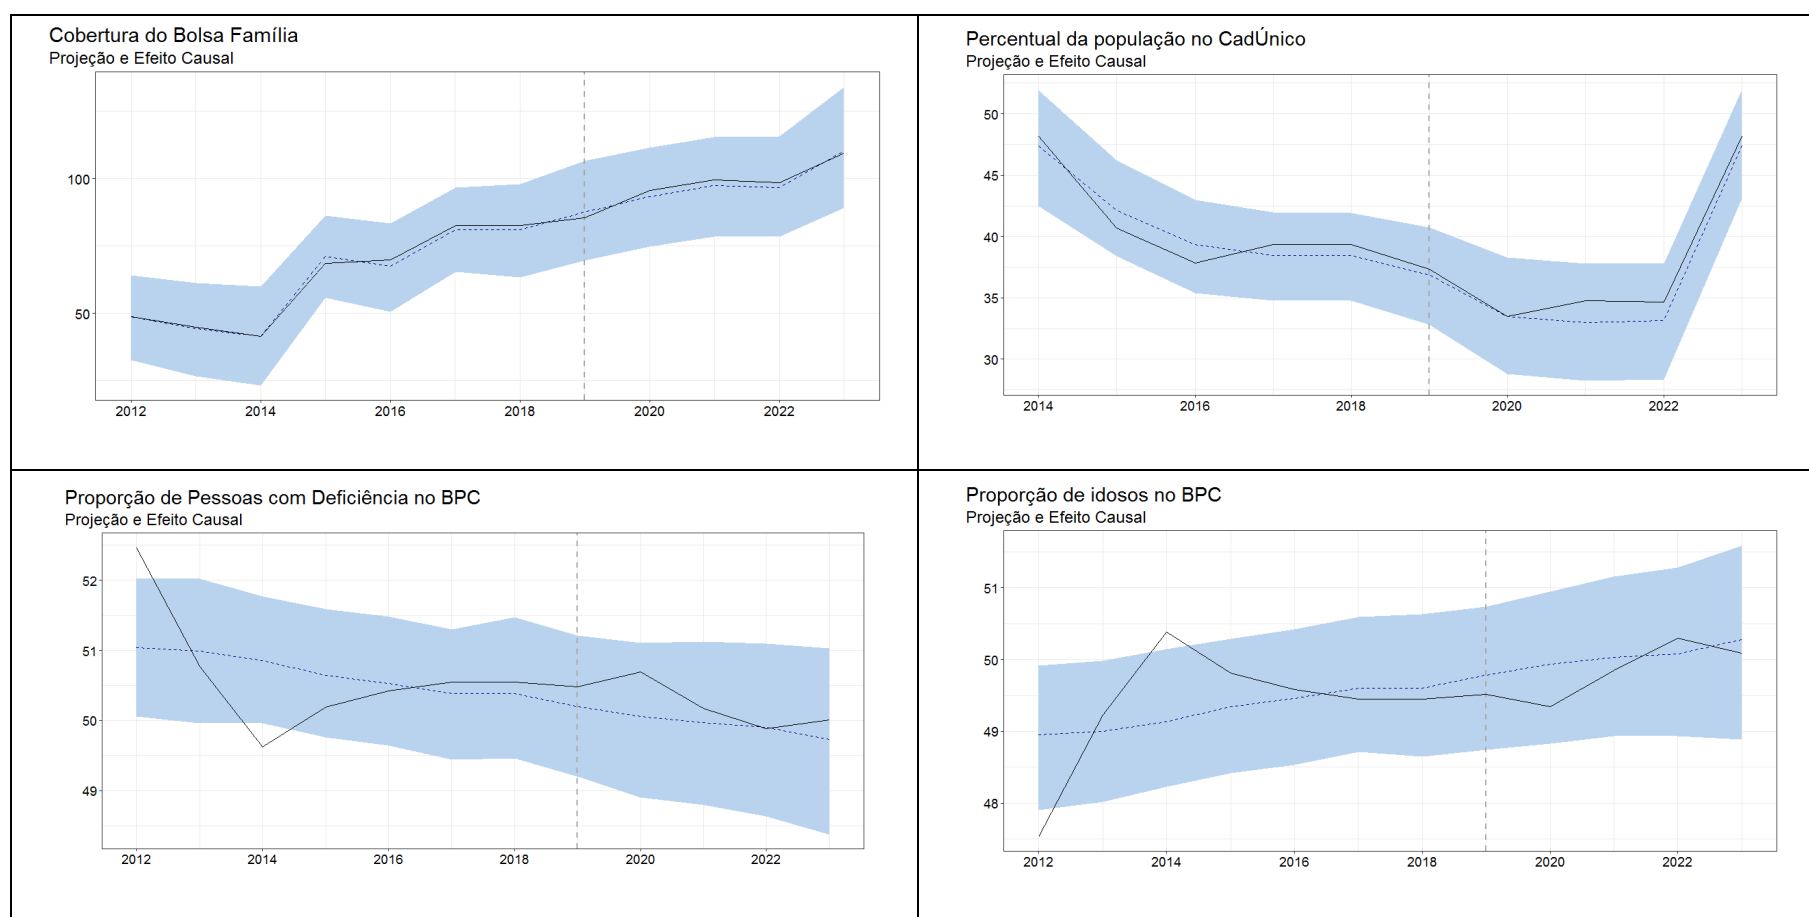 Cobertura do Bolsa Família
Projeção e Efeito Causal
100
50
2012 2014 2016 2018 2020 2022
Percentual da população no CadÚnico
Projeção e Efeito Causal
50
45
40
35
30
2014 2016 2018 2020 2022
Proporção de Pessoas com Deficiência no BPC
Projeção e Efeito Causal
52
51
50
49
2012 2014 2016 2018 2020 2022
Proporção de idosos no BPC
Projeção e Efeito Causal
51
50
49
48
2012 2014 2016 2018 2020 2022